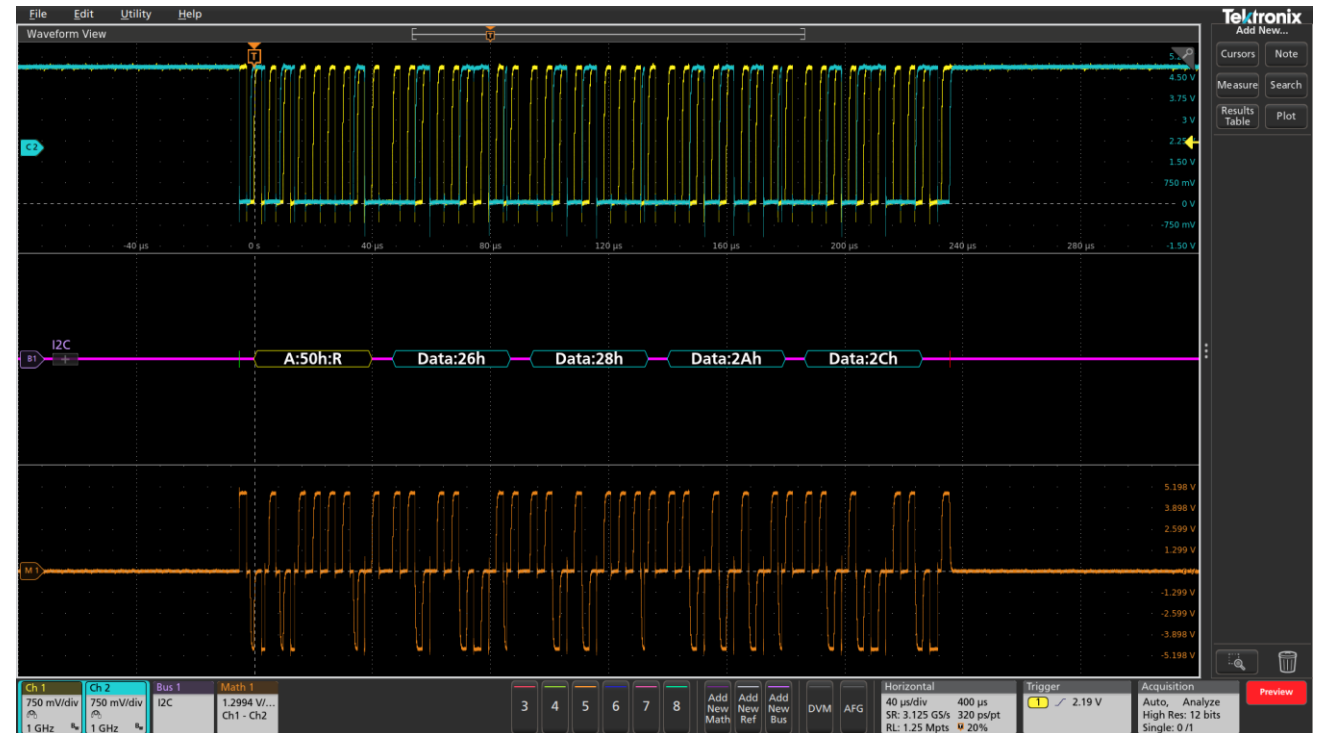 File Edit Utility Help
Tektronix
Add New...
Waveform View
T
T
Cursors Note
Measure Search
Results Table Plot
4.50 V
3.75 V
3 V
C2
1.50 V
750 mV
0 V
-750 mV
-1.50 V
-40 µs 0 s 40 µs 80 µs 120 µs 160 µs 200 µs 240 µs 280 µs
I2C
B1 + A:50h:R Data:26h Data:28h Data:2Ah Data:2Ch
5.198 V
3.898 V
2.599 V
1.299 V
M1
-1.299 V
-2.599 V
-3.898 V
-5.198 V
Ch 1
750 mV/div
1 GHz
Ch 2
750 mV/div
1 GHz
Bus 1
I2C
Math 1
1.2994 V/...
Ch1 - Ch2
3 4 5 6 7 8
Add New Math
Add New Ref
Add New Bus
DVM AFG
Horizontal
40 µs/div 400 µs
SR: 3.125 GS/s 320 ps/pt
RL: 1.25 Mpts 20%
Trigger
1 2.19 V
Acquisition
Auto, Analyze
High Res: 12 bits
Single: 0 /1
Preview